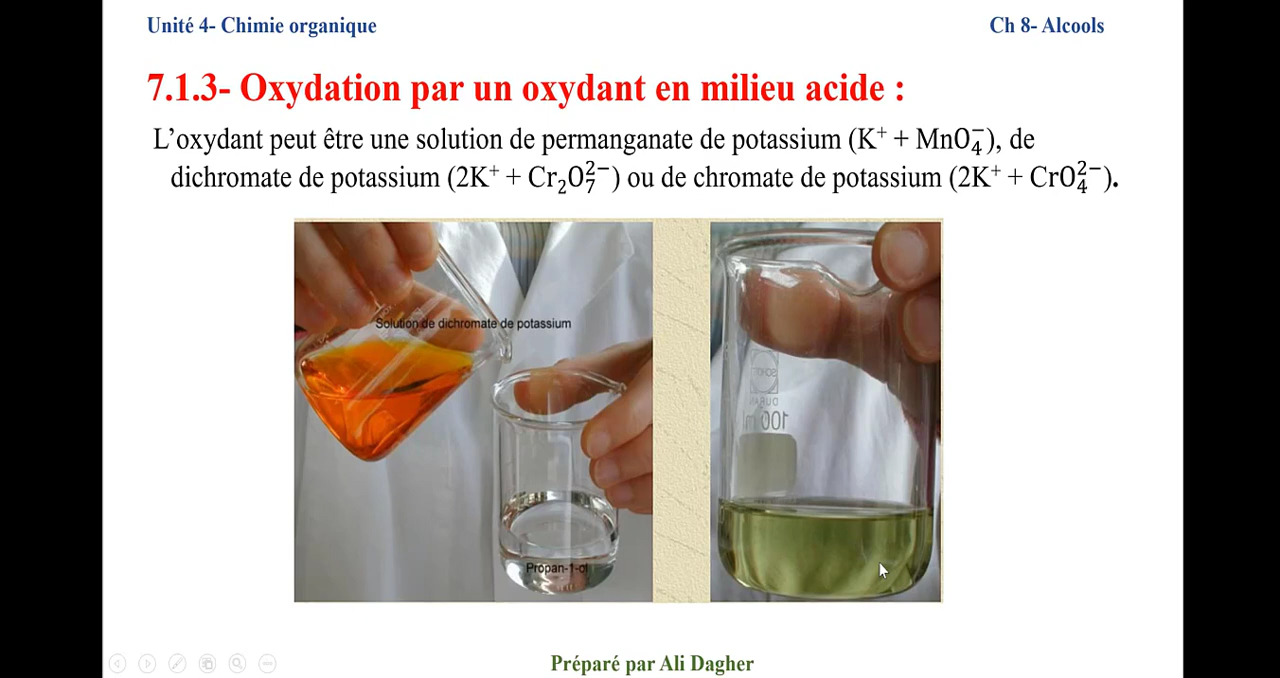 Unité 4- Chimie organique
Ch 8- Alcools
7.1.3- Oxydation par un oxydant en milieu acide :
L’oxydant peut être une solution de permanganate de potassium (K⁺ + MnO₄⁻), de
dichromate de potassium (2K⁺ + Cr₂O₇²⁻) ou de chromate de potassium (2K⁺ + CrO₄²⁻).
Solution de dichromate de potassium
Propan-1-ol
SCHOTT
DURAN
100 ml
Préparé par Ali Dagher